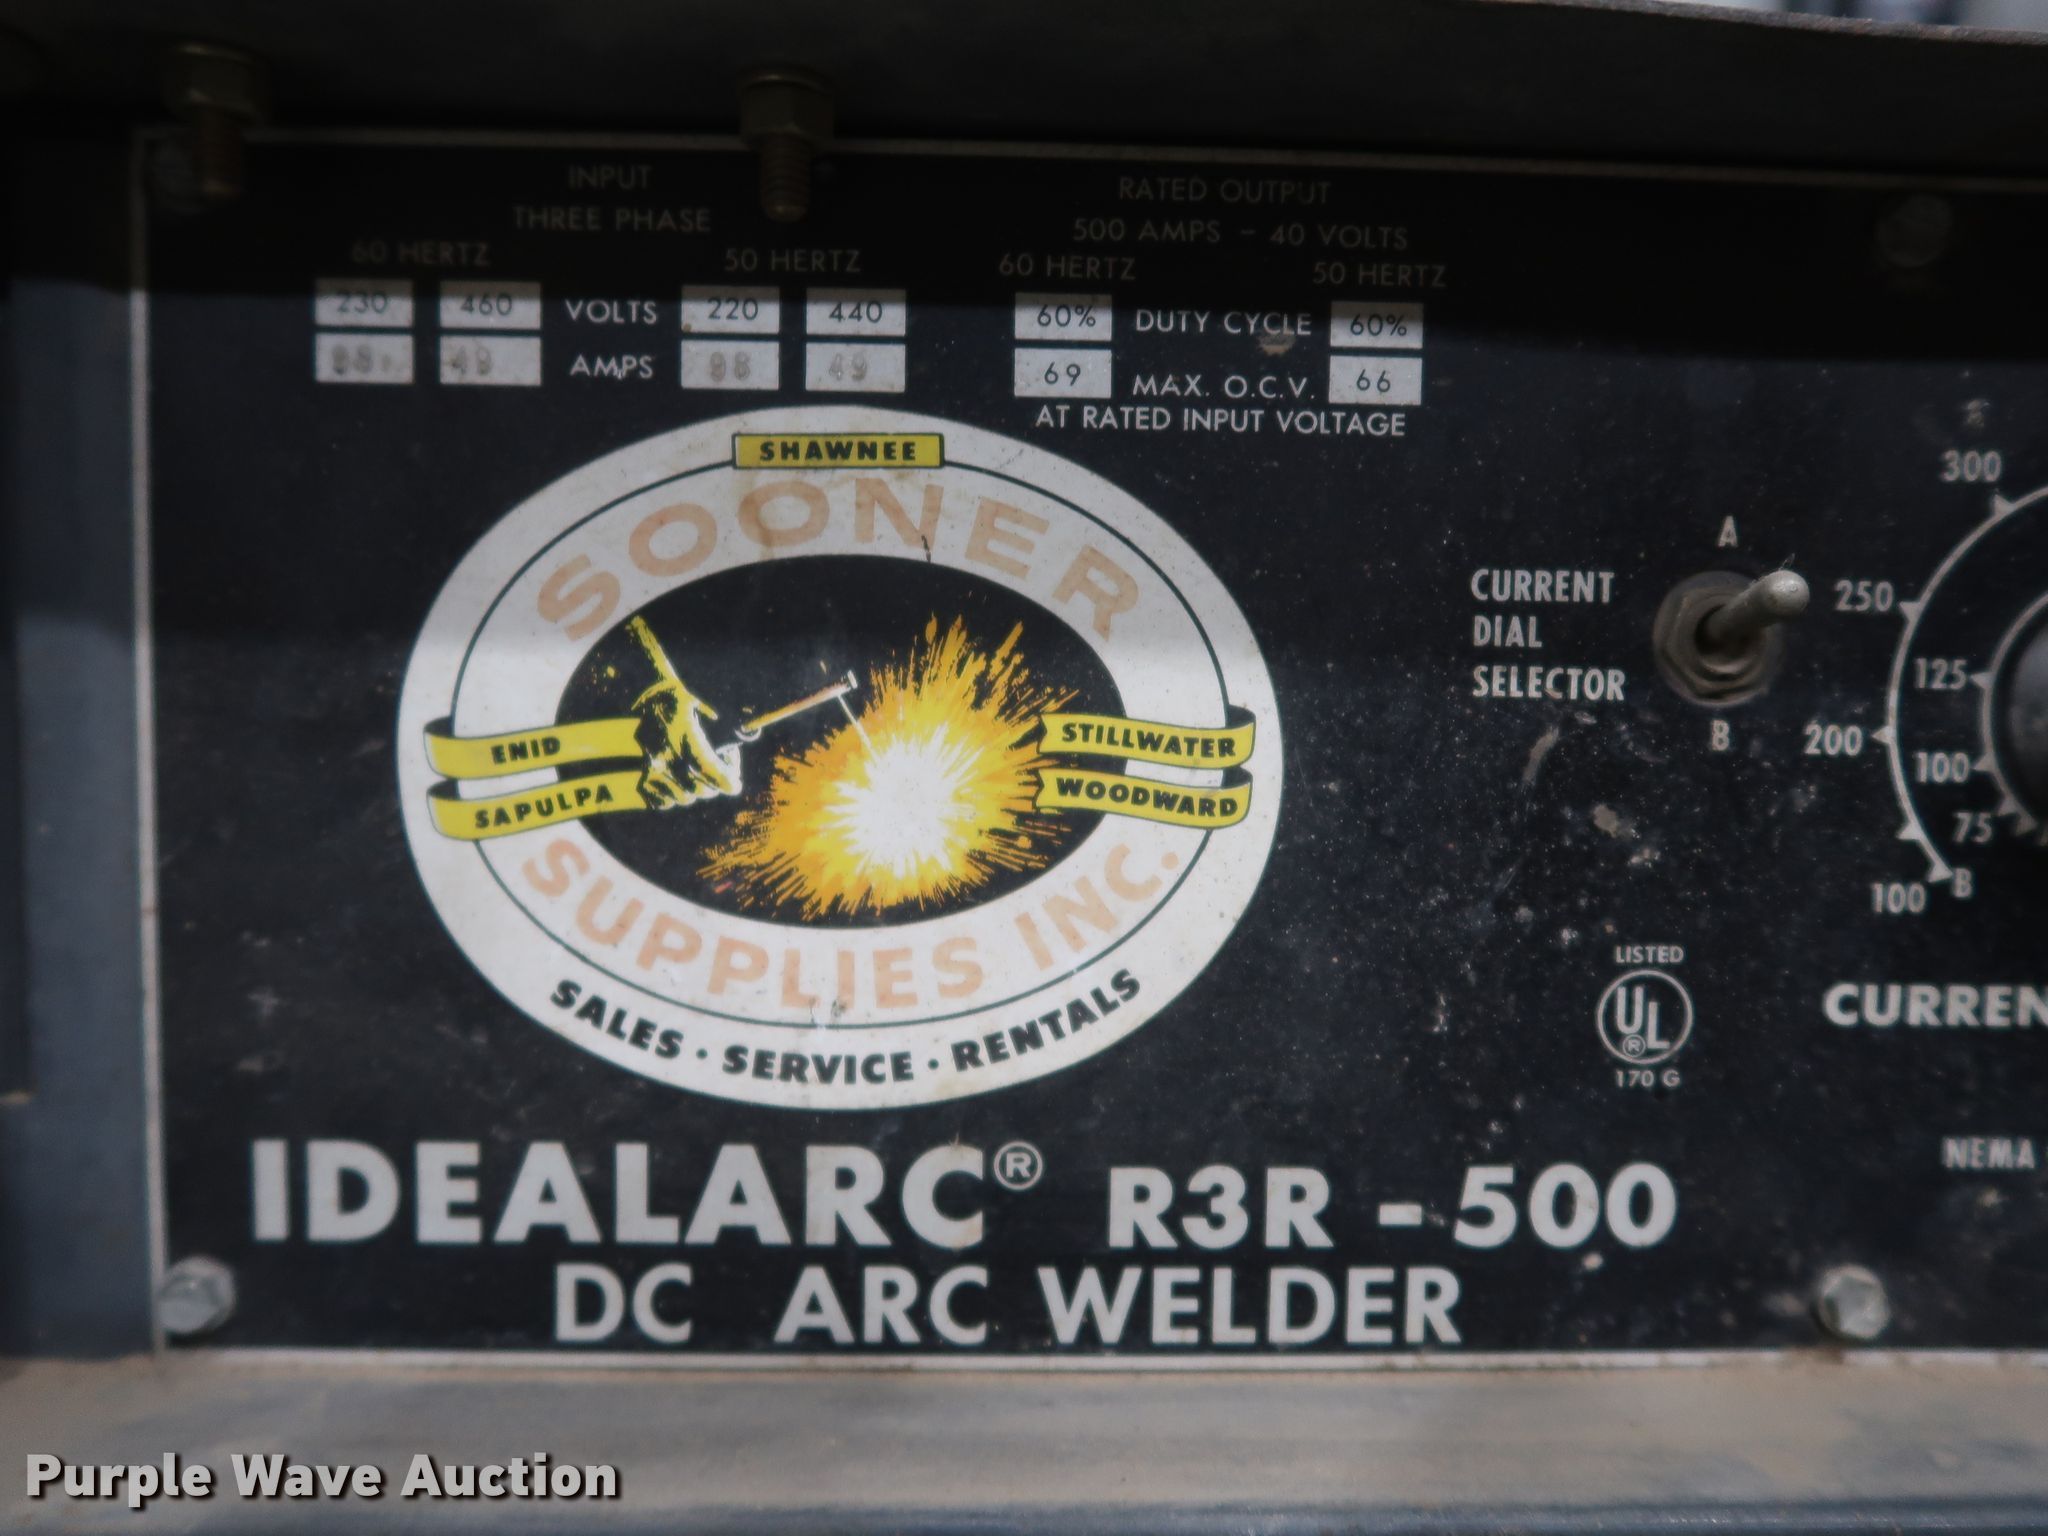 INPUT
THREE PHASE
60 HERTZ 50 HERTZ
230 460 VOLTS 220 440
98 49 AMPS 98 49
RATED OUTPUT
500 AMPS - 40 VOLTS
60 HERTZ 50 HERTZ
60% DUTY CYCLE 60%
69 MAX. O.C.V. 66
AT RATED INPUT VOLTAGE
SHAWNEE
SOONER
ENID
SAPULPA
STILLWATER
WOODWARD
SUPPLIES INC.
SALES · SERVICE · RENTALS
CURRENT
DIAL
SELECTOR
A
B
300
250
125
200
100
75
100 B
LISTED
UL
®
170 G
CURREN
NEMA
IDEALARC® R3R - 500
DC ARC WELDER
Purple Wave Auction